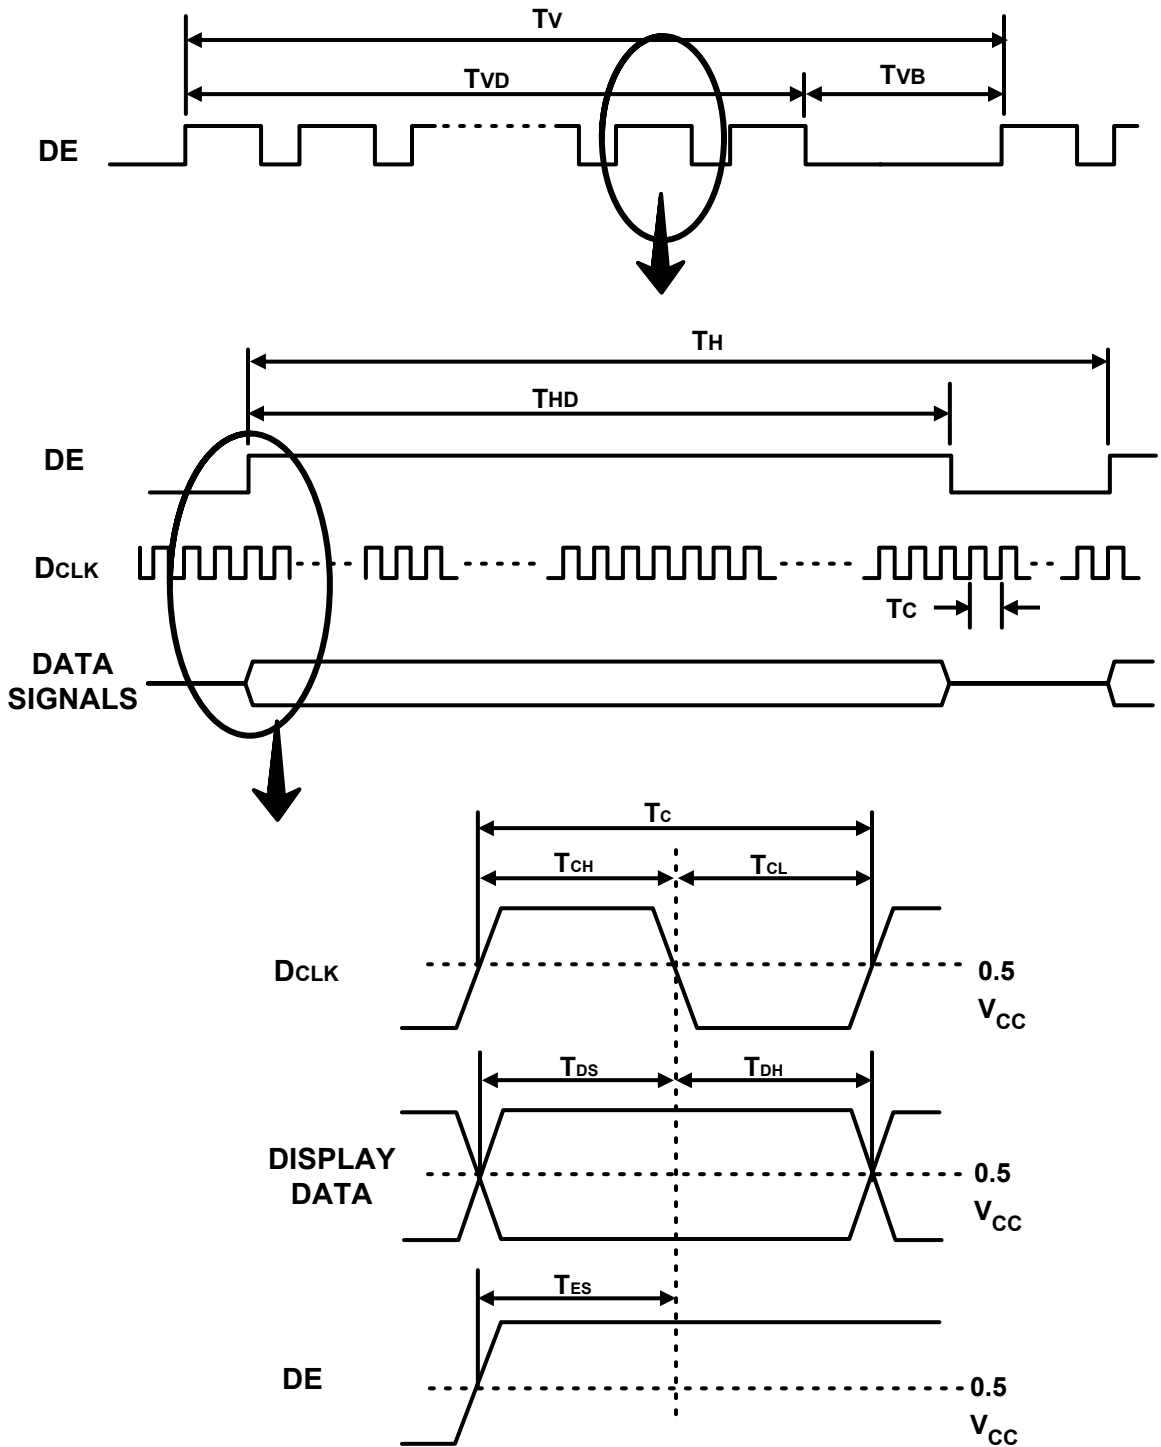 TV
TVD
TVB
DE
TH
THD
DE
DCLK
TC
DATA
SIGNALS
TC
TCH
TCL
DCLK
0.5
VCC
TDS
TDH
DISPLAY
DATA
0.5
VCC
TES
DE
0.5
VCC